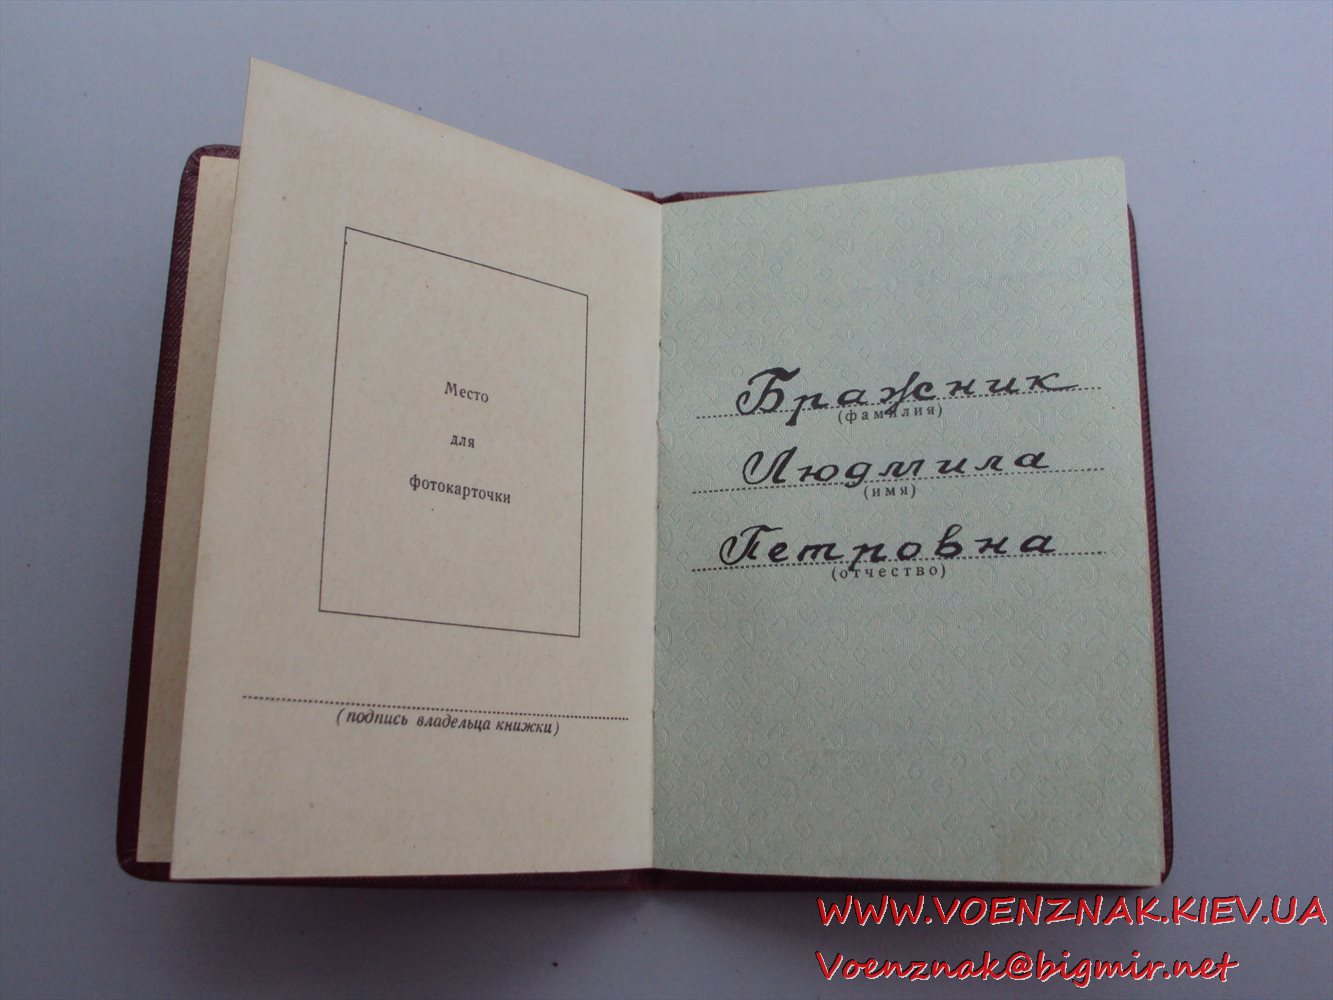 Место
для
фотокарточки
(подпись владельца книжки)
Бражник
(фамилия)
Людмила
(имя)
Петровна
(отчество)
WWW.VOENZNAK.KIEV.UA
Voenznak@bigmir.net